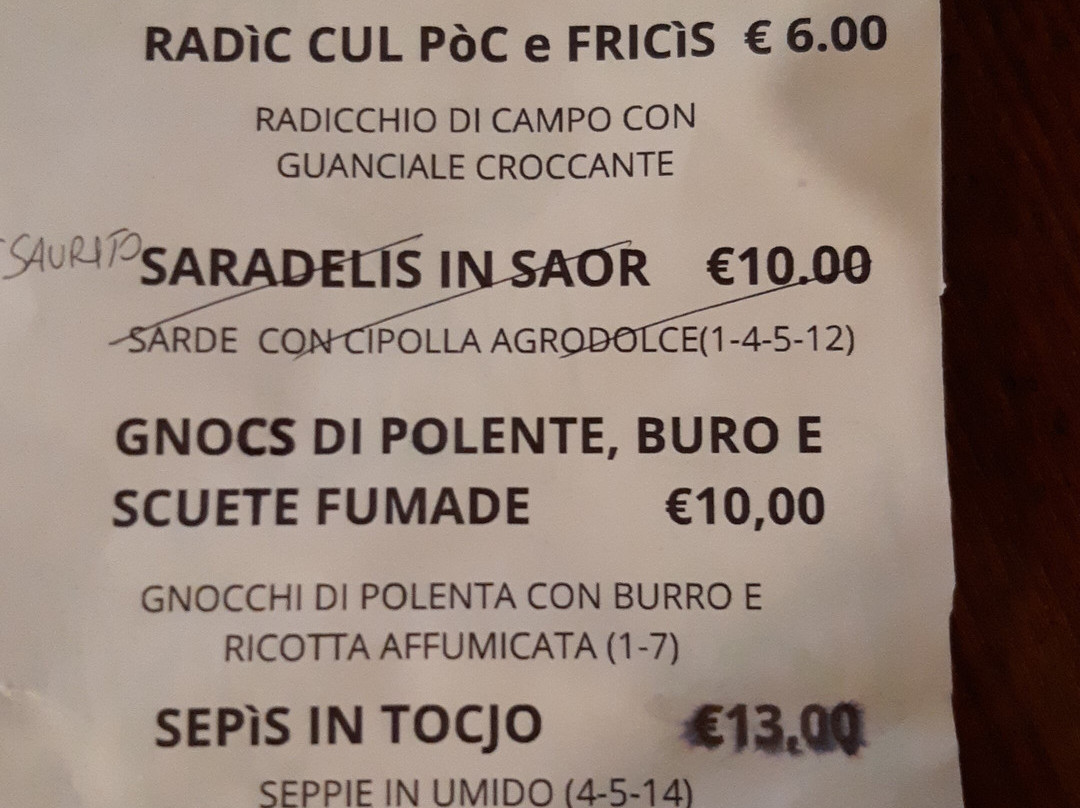 RADÌC CUL PÒC e FRICÌS € 6.00
RADICCHIO DI CAMPO CON
GUANCIALE CROCCANTE
SAURITO
SARADELIS IN SAOR €10.00
SARDE CON CIPOLLA AGRODOLCE(1-4-5-12)
GNOCS DI POLENTE, BURO E
SCUETE FUMADE €10,00
GNOCCHI DI POLENTA CON BURRO E
RICOTTA AFFUMICATA (1-7)
SEPÌS IN TOCJO €13,00
SEPPIE IN UMIDO (4-5-14)